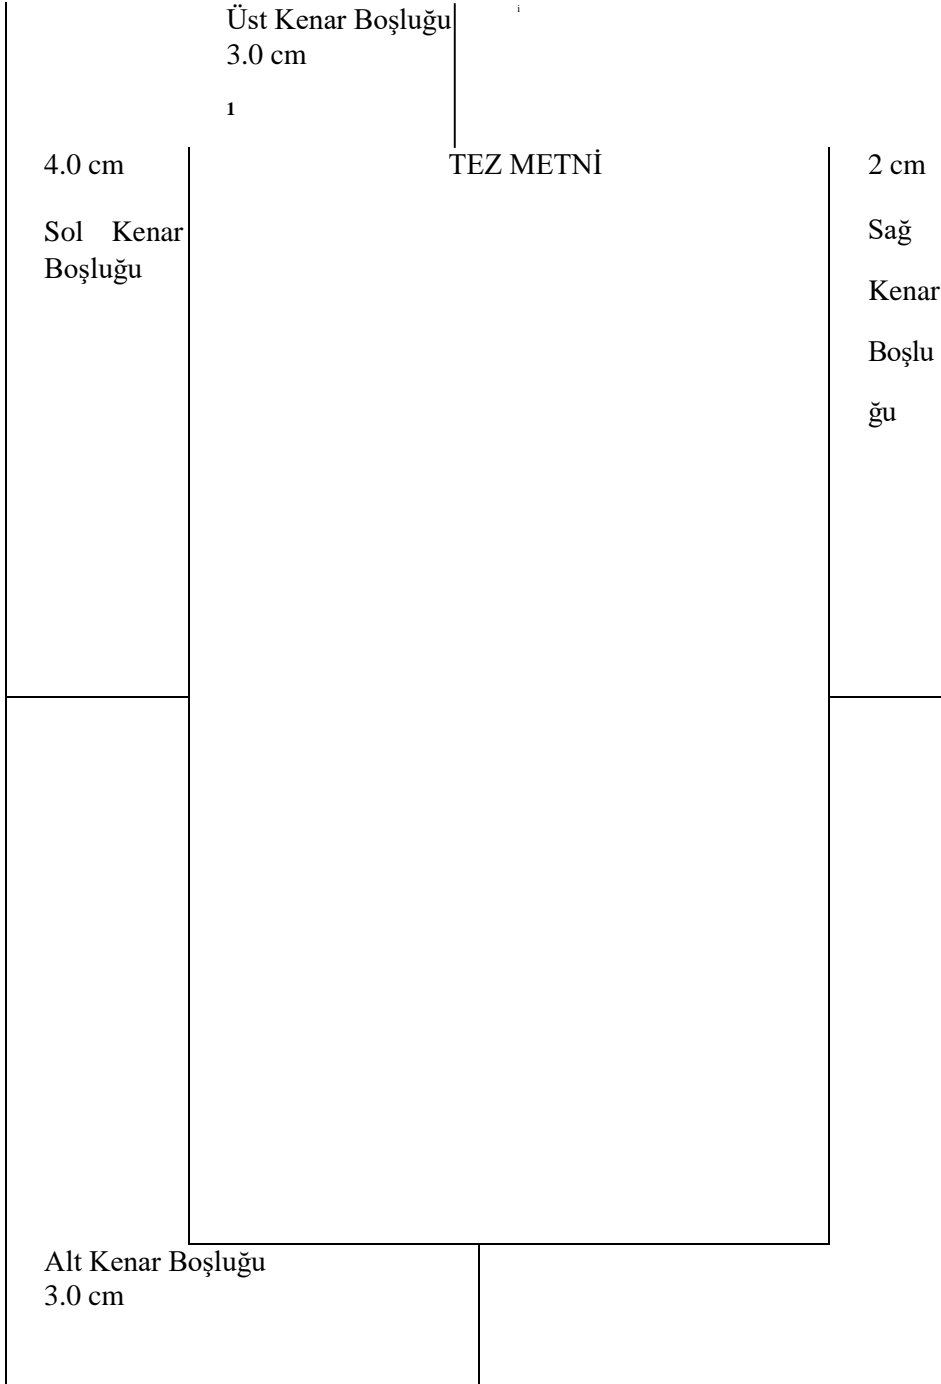 Üst Kenar Boşluğu
3.0 cm
i
1
4.0 cm
Sol Kenar
Boşluğu
TEZ METNİ
2 cm
Sağ
Kenar
Boşlu
ğu
Alt Kenar Boşluğu
3.0 cm